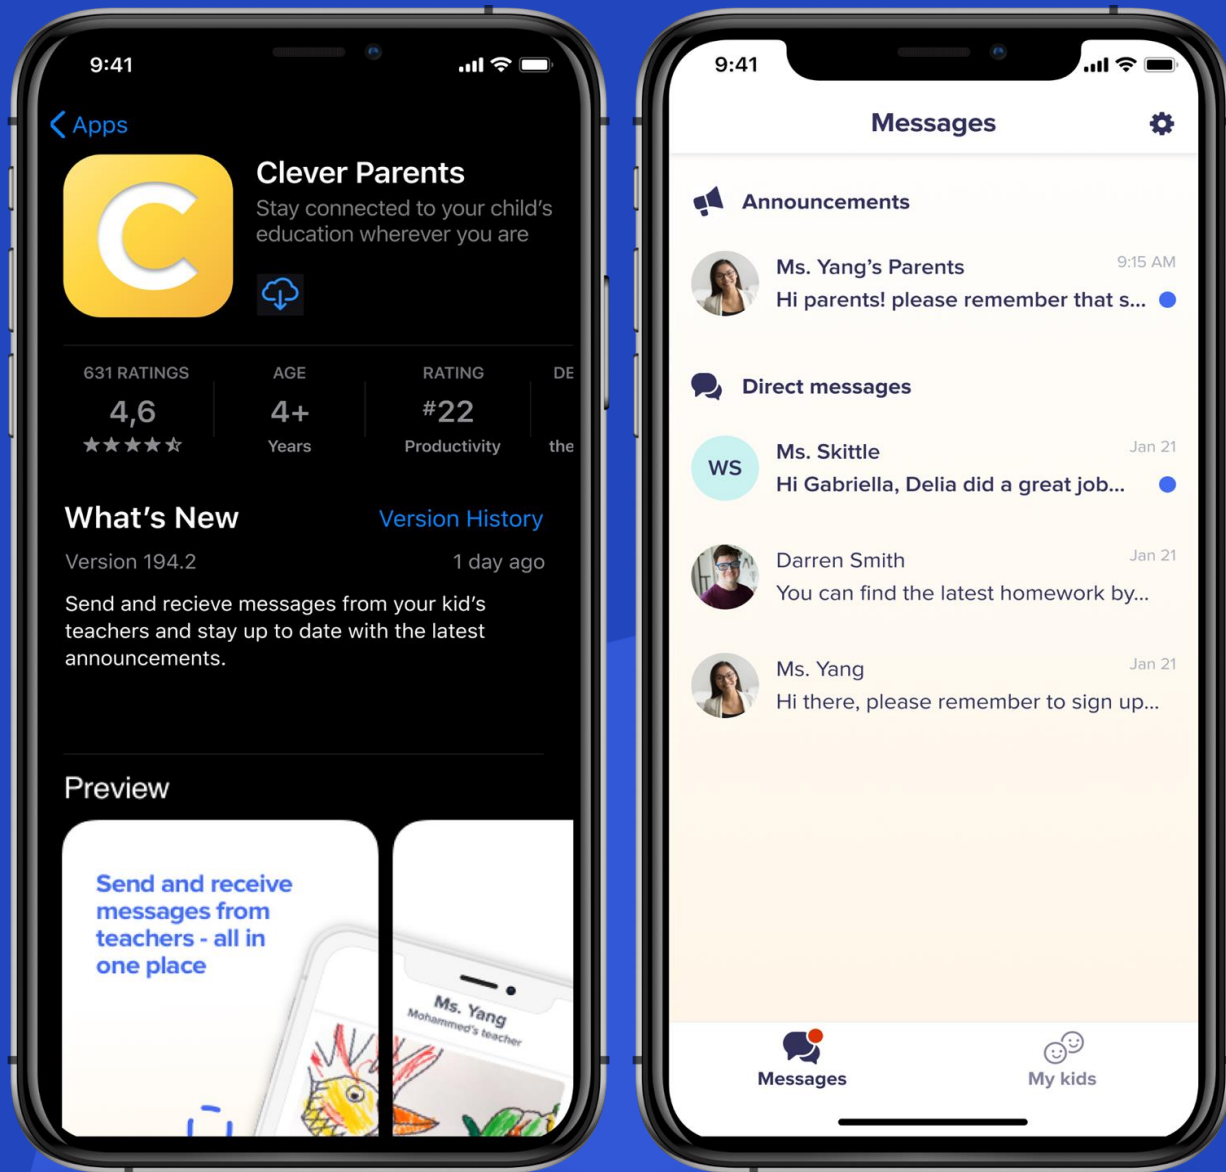 9:41
Apps
C
Clever Parents
Stay connected to your child's
education wherever you are
631 RATINGS
4,6
AGE
4+
Years
RATING
#22
Productivity
DE
the
What's New
Version History
Version 194.2
1 day ago
Send and recieve messages from your kid's
teachers and stay up to date with the latest
announcements.
Preview
Send and receive
messages from
teachers - all in
one place
Ms. Yang
Mohammed's teacher
9:41
Messages
Announcements
Ms. Yang's Parents
9:15 AM
Hi parents! please remember that s...
Direct messages
WS
Ms. Skittle
Jan 21
Hi Gabriella, Delia did a great job...
Darren Smith
Jan 21
You can find the latest homework by...
Ms. Yang
Jan 21
Hi there, please remember to sign up...
Messages
My kids